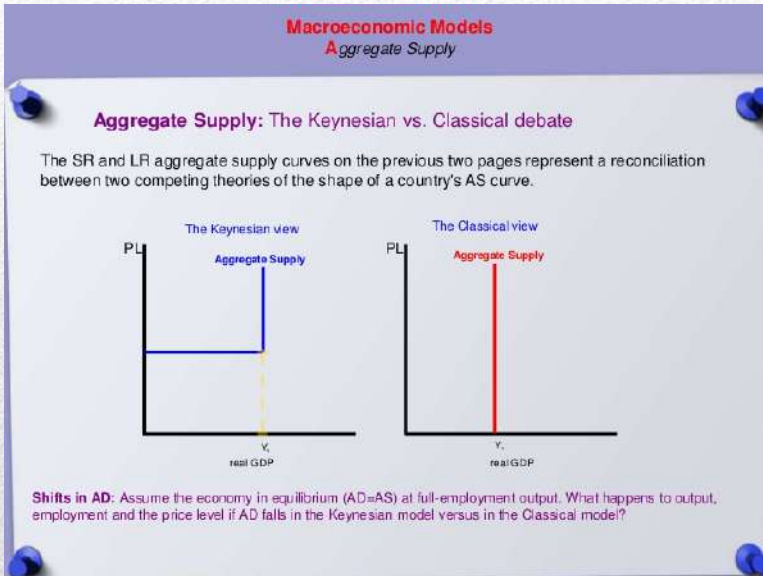 Macroeconomic Models
Aggregate Supply
Aggregate Supply: The Keynesian vs. Classical debate
The SR and LR aggregate supply curves on the previous two pages represent a reconciliation
between two competing theories of the shape of a country's AS curve.
The Keynesian view
PL
Aggregate Supply
Y
real GDP
The Classical view
PL
Aggregate Supply
Y
real GDP
Shifts in AD: Assume the economy in equilibrium (AD=AS) at full-employment output. What happens to output,
employment and the price level if AD falls in the Keynesian model versus in the Classical model?